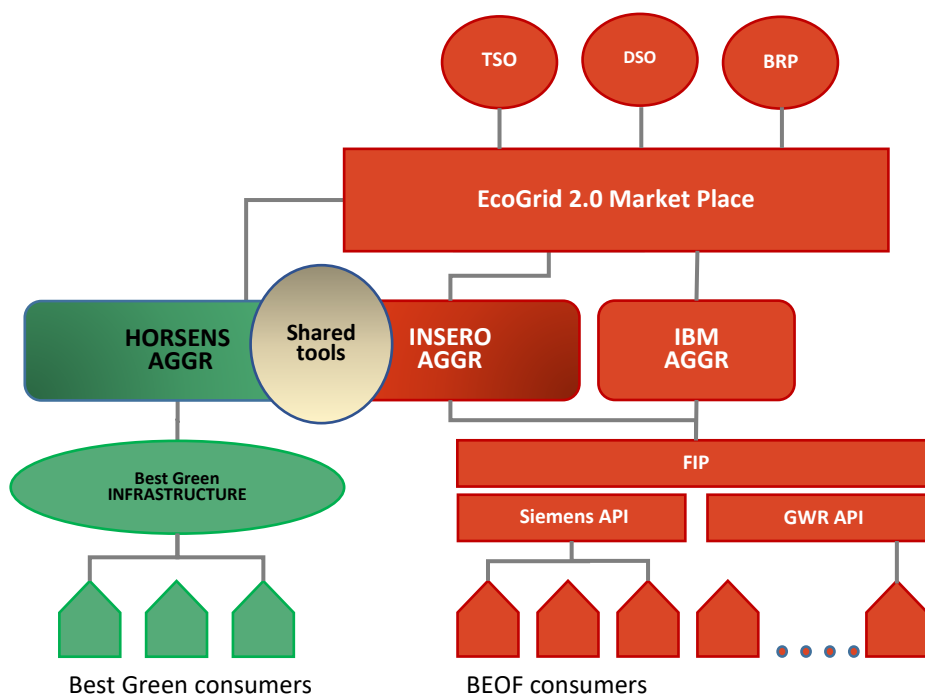 TSO
DSO
BRP
EcoGrid 2.0 Market Place
HORSENS
AGGR
Shared
tools
INSERO
AGGR
IBM
AGGR
Best Green
INFRASTRUCTURE
FIP
Siemens API
GWR API
Best Green consumers
BEOF consumers